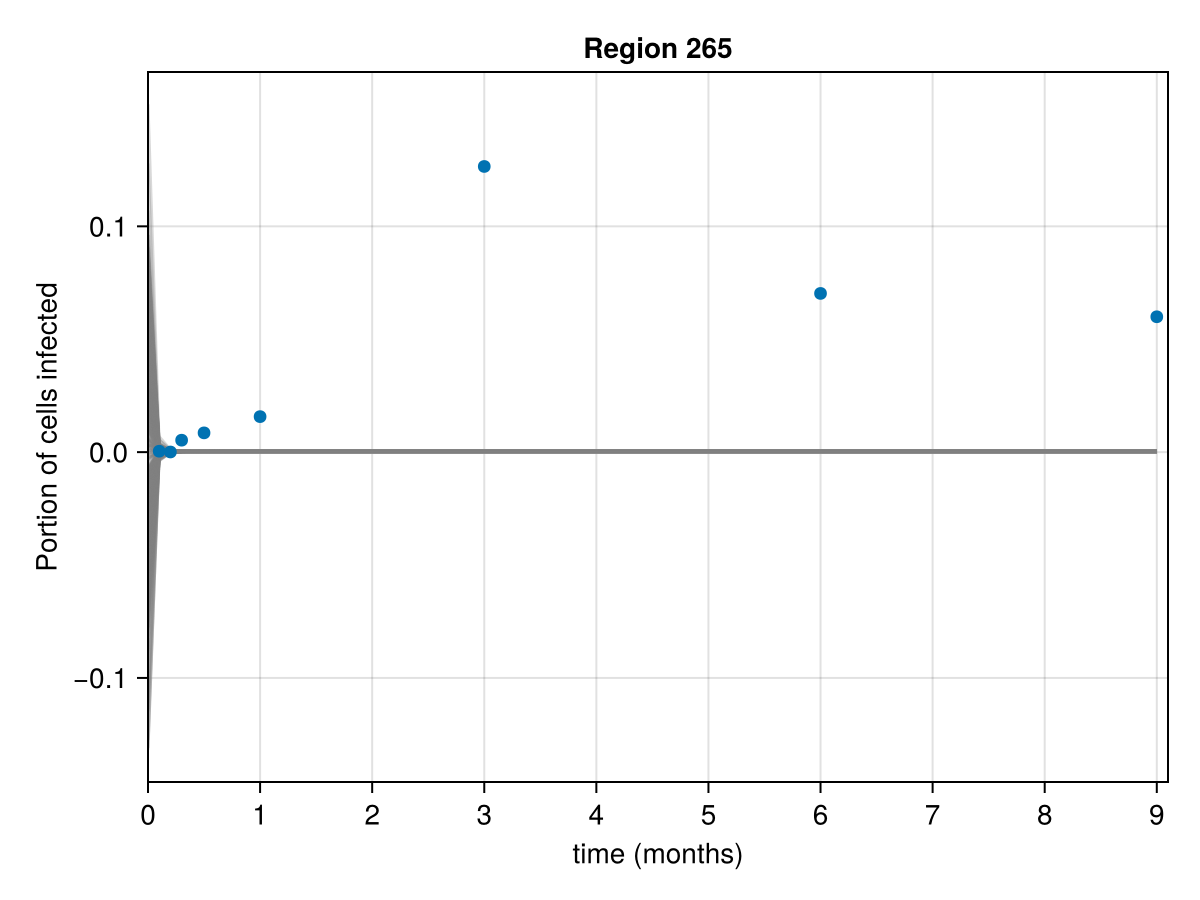 Region 265
Portion of cells infected
0.1
0.0
−0.1
0 1 2 3 4 5 6 7 8 9
time (months)